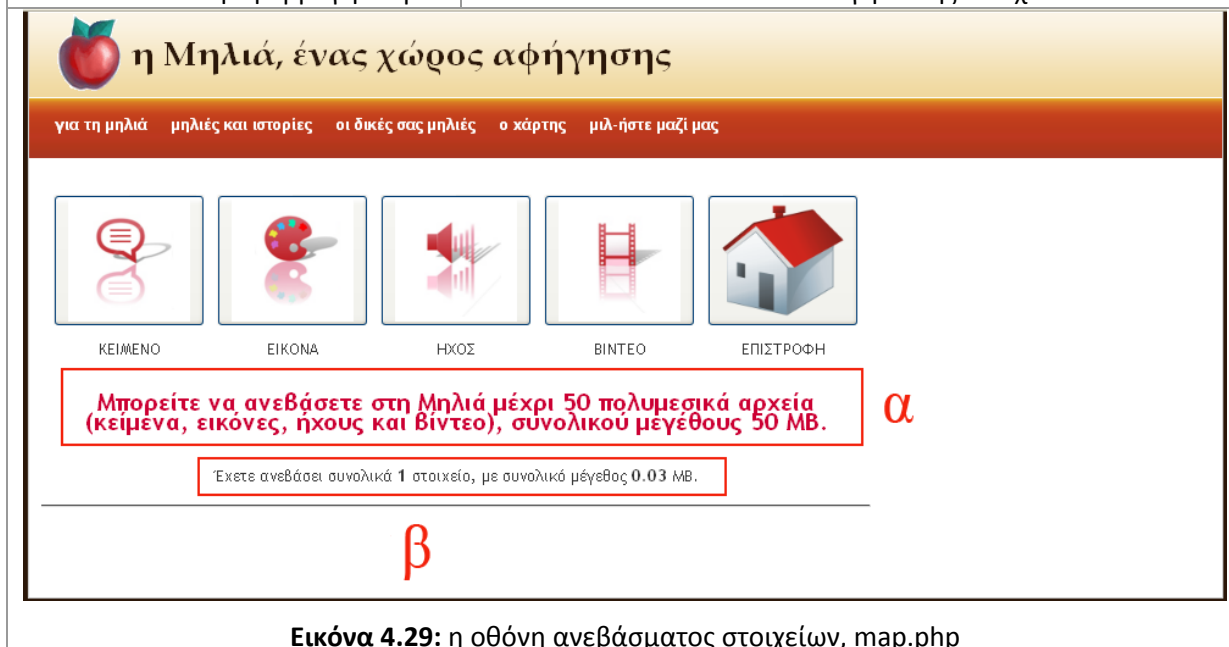 η Μηλιά, ένας χώρος αφήγησης
για τη μηλιά μηλιές και ιστορίες οι δικές σας μηλιές ο χάρτης μιλ-ήστε μαζί μας
ΚΕΙΜΕΝΟ ΕΙΚΟΝΑ ΗΧΟΣ ΒΙΝΤΕΟ ΕΠΙΣΤΡΟΦΗ
Μπορείτε να ανεβάσετε στη Μηλιά μέχρι 50 πολυμεσικά αρχεία
(κείμενα, εικόνες, ήχους και βίντεο), συνολικού μεγέθους 50 MB.
α
Έχετε ανεβάσει συνολικά 1 στοιχείο, με συνολικό μέγεθος 0.03 MB.
β
Εικόνα 4.29: η οθόνη ανεβάσματος στοιχείων, map.php